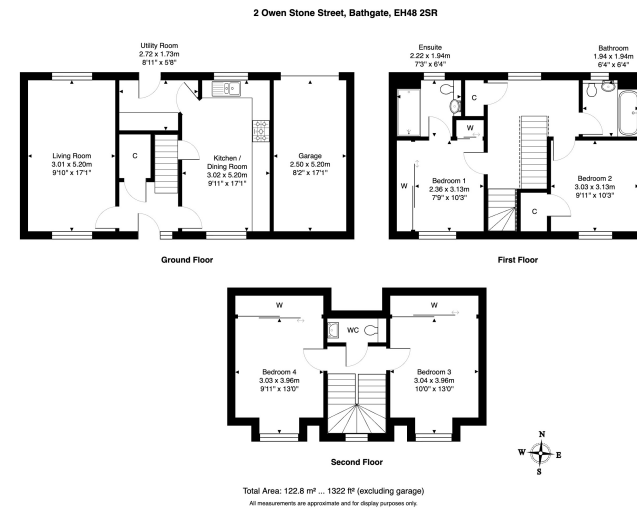 2 Owen Stone Street, Bathgate, EH48 2SR
Utility Room
2.72 x 1.73m
8'11" x 5'8"
Living Room
3.01 x 5.20m
9'10" x 17'1"
C
Kitchen /
Dining Room
3.02 x 5.20m
9'11" x 17'1"
Garage
2.50 x 5.20m
8'2" x 17'1"
Ground Floor
Ensuite
2.22 x 1.94m
7'3" x 6'4"
Bathroom
1.94 x 1.94m
6'4" x 6'4"
C
W
W
Bedroom 1
2.36 x 3.13m
7'9" x 10'3"
Bedroom 2
3.03 x 3.13m
9'11" x 10'3"
C
First Floor
W
W
WC
Bedroom 4
3.03 x 3.96m
9'11" x 13'0"
Bedroom 3
3.04 x 3.96m
10'0" x 13'0"
Second Floor
N
W
E
S
Total Area: 122.8 m² ... 1322 ft² (excluding garage)
All measurements are approximate and for display purposes only.